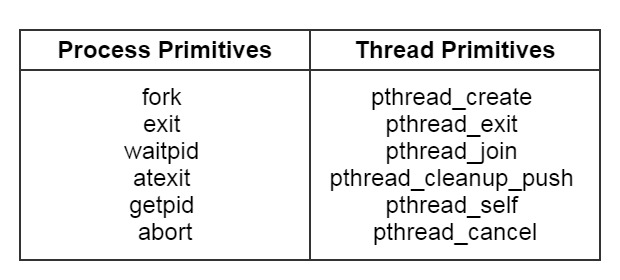 Process Primitives Thread Primitives
fork pthread_create
exit pthread_exit
waitpid pthread_join
atexit pthread_cleanup_push
getpid pthread_self
abort pthread_cancel